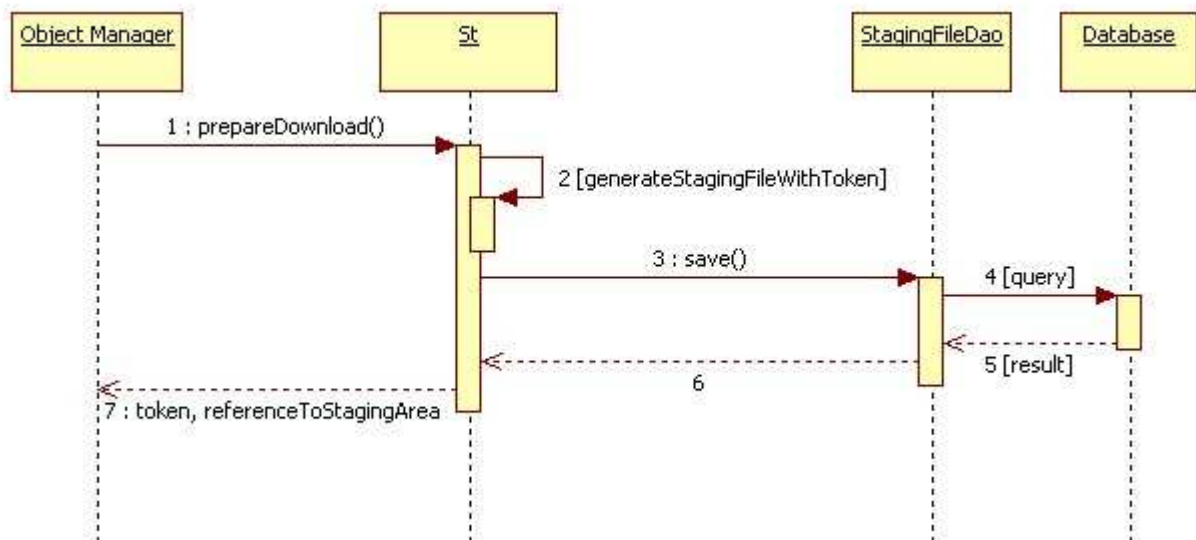 Object Manager
St
StagingFileDao
Database
1 : prepareDownload()
2 [generateStagingFileWithToken]
3 : save()
4 [query]
5 [result]
6
7 : token, referenceToStagingArea